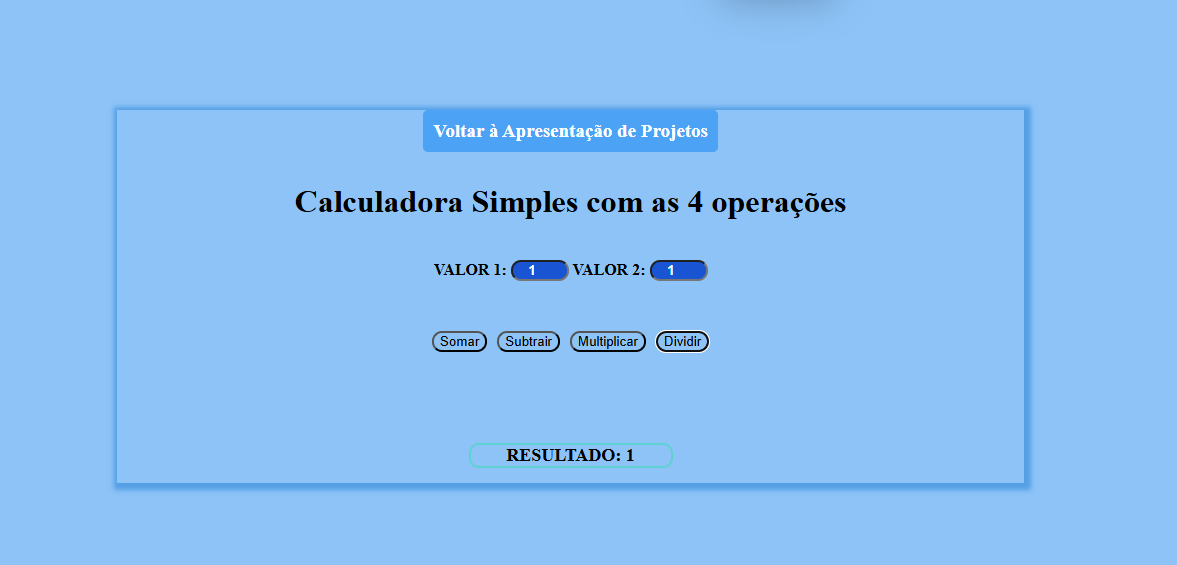 Voltar à Apresentação de Projetos
Calculadora Simples com as 4 operações
VALOR 1: 1 VALOR 2: 1
Somar Subtrair Multiplicar Dividir
RESULTADO: 1